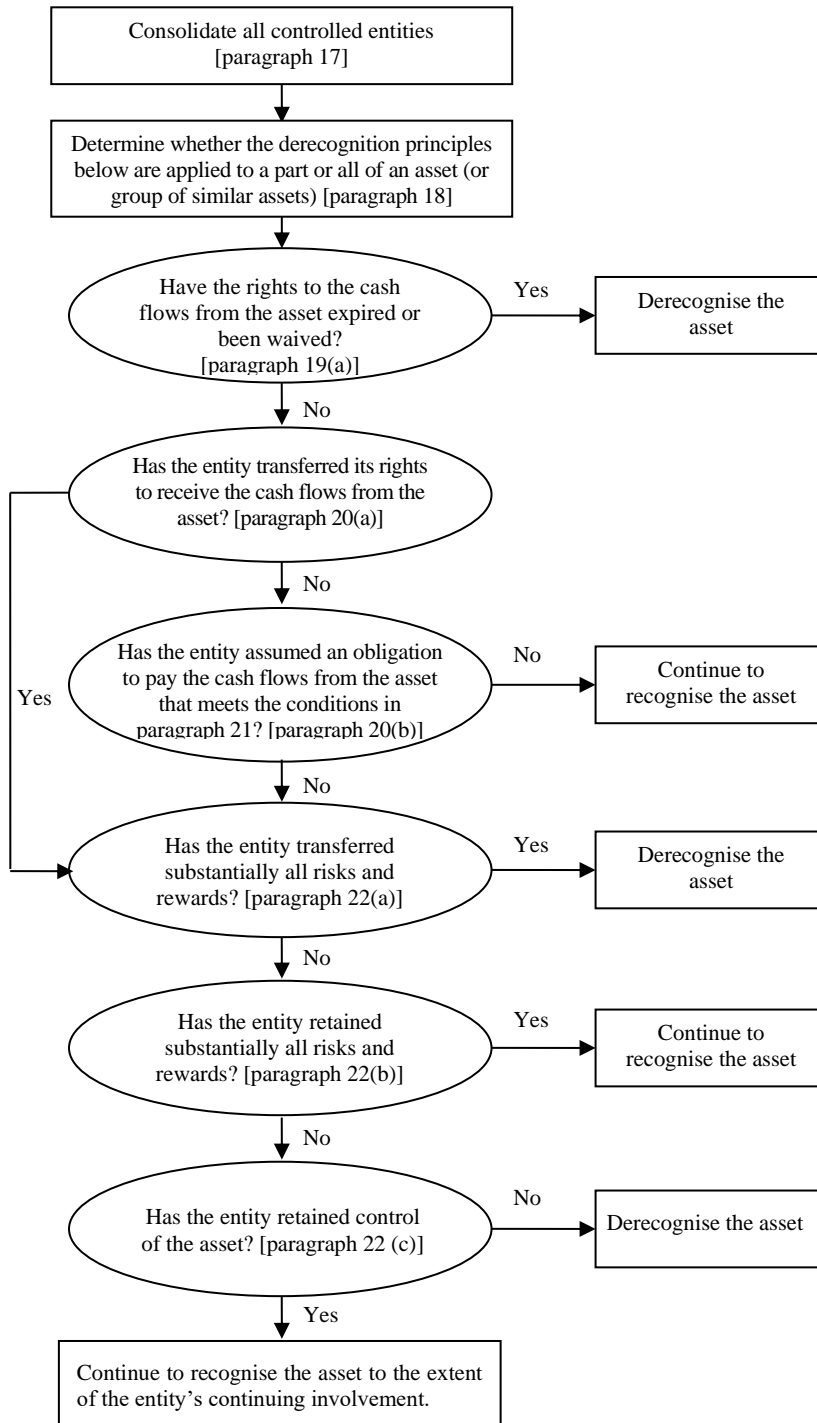 Consolidate all controlled entities
[paragraph 17]
Determine whether the derecognition principles
below are applied to a part or all of an asset (or
group of similar assets) [paragraph 18]
Have the rights to the cash
flows from the asset expired or
been waived?
[paragraph 19(a)]
Yes
Derecognise the
asset
No
Has the entity transferred its rights
to receive the cash flows from the
asset? [paragraph 20(a)]
No
Has the entity assumed an obligation
to pay the cash flows from the asset
that meets the conditions in
paragraph 21? [paragraph 20(b)]
No
Continue to
recognise the asset
Yes
No
Has the entity transferred
substantially all risks and
rewards? [paragraph 22(a)]
Yes
Derecognise the
asset
No
Has the entity retained
substantially all risks and
rewards? [paragraph 22(b)]
Yes
Continue to
recognise the asset
No
Has the entity retained control
of the asset? [paragraph 22 (c)]
No
Derecognise the asset
Yes
Continue to recognise the asset to the extent
of the entity's continuing involvement.